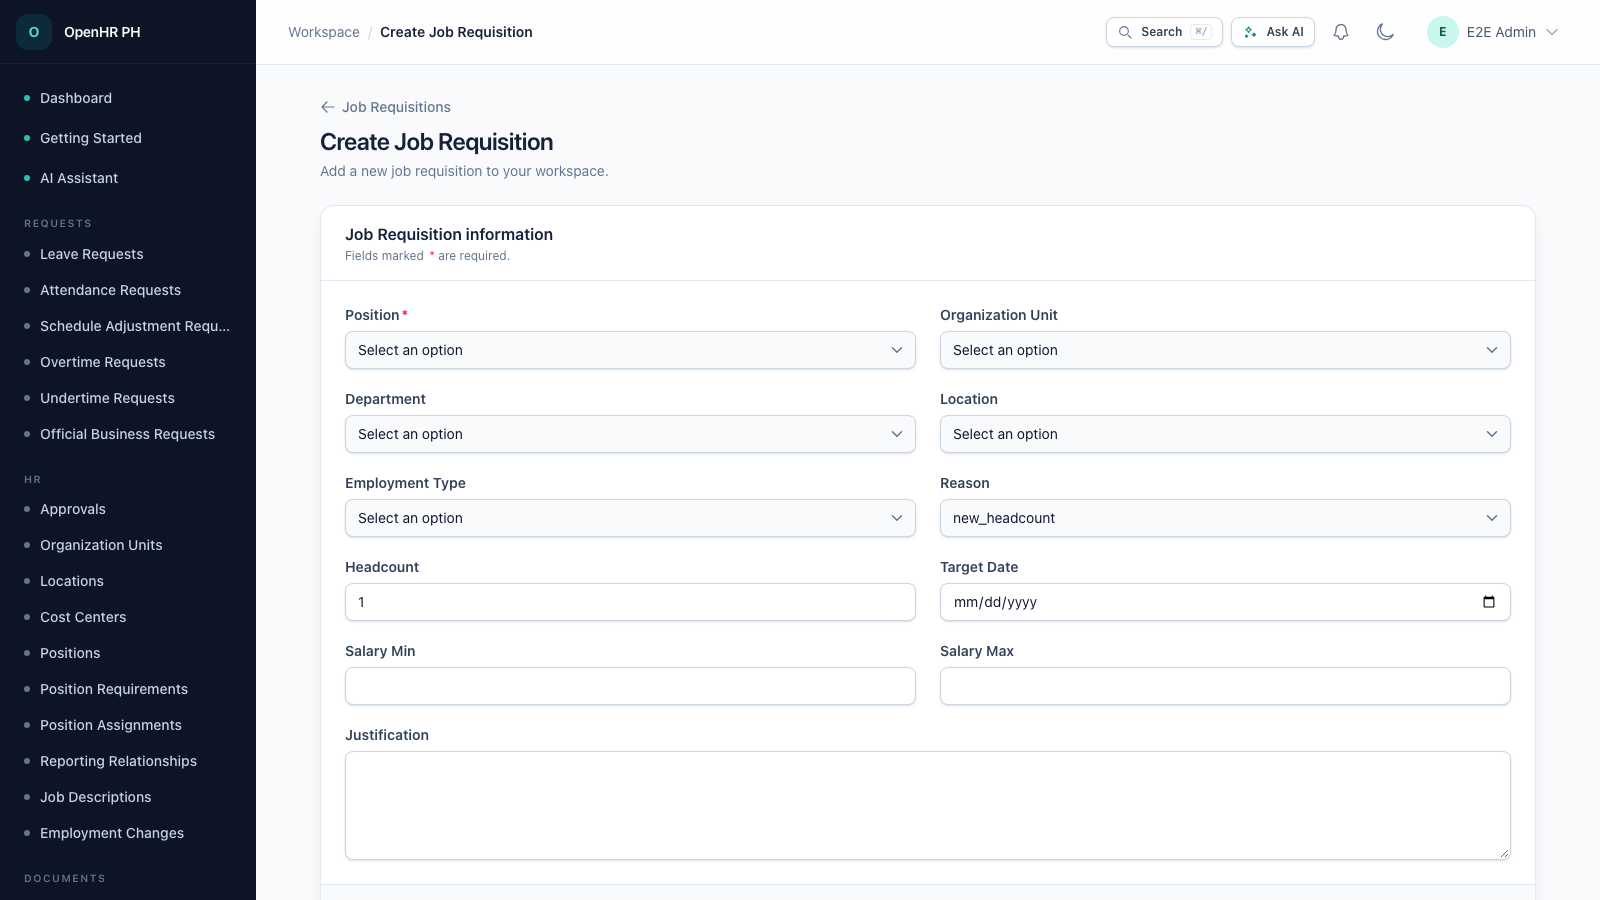 O
OpenHR PH
Dashboard
Getting Started
AI Assistant
REQUESTS
Leave Requests
Attendance Requests
Schedule Adjustment Requ...
Overtime Requests
Undertime Requests
Official Business Requests
HR
Approvals
Organization Units
Locations
Cost Centers
Positions
Position Requirements
Position Assignments
Reporting Relationships
Job Descriptions
Employment Changes
DOCUMENTS
Workspace / Create Job Requisition
Search ⌘/
Ask AI
E
E2E Admin
← Job Requisitions
Create Job Requisition
Add a new job requisition to your workspace.
Job Requisition information
Fields marked * are required.
Position *
Select an option
Organization Unit
Select an option
Department
Select an option
Location
Select an option
Employment Type
Select an option
Reason
new_headcount
Headcount
1
Target Date
mm/dd/yyyy
Salary Min
Salary Max
Justification